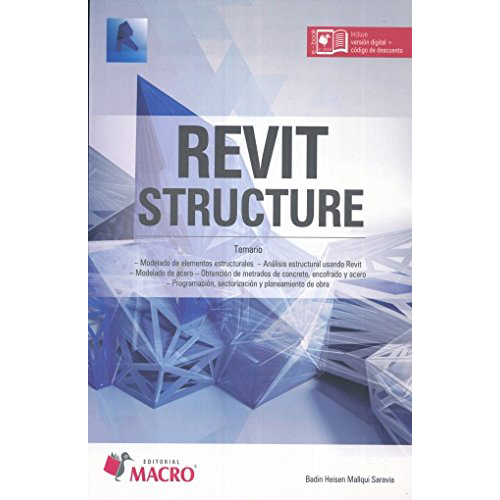 e-book
Incluye
versión digital +
código de descuento
REVIT
STRUCTURE
Temario
– Modelado de elementos estructurales – Análisis estructural usando Revit
– Modelado de acero – Obtención de metrados de concreto, encofrado y acero
– Programación, sectorización y planeamiento de obra
EDITORIAL
MACRO®
Badin Heisen Mallqui Saravia